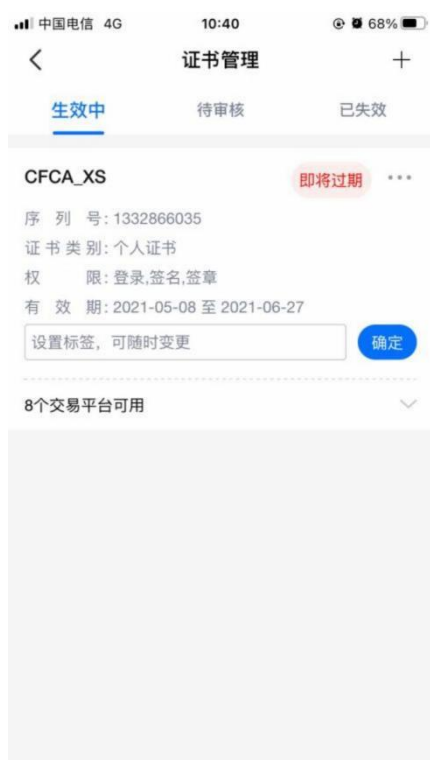 中国电信 4G 10:40 68%
证书管理
生效中 待审核 已失效
CFCA_XS 即将过期
序列号:1332866035
证书类别:个人证书
权限:登录,签名,签章
有效期:2021-05-08 至 2021-06-27
设置标签，可随时变更 确定
8个交易平台可用